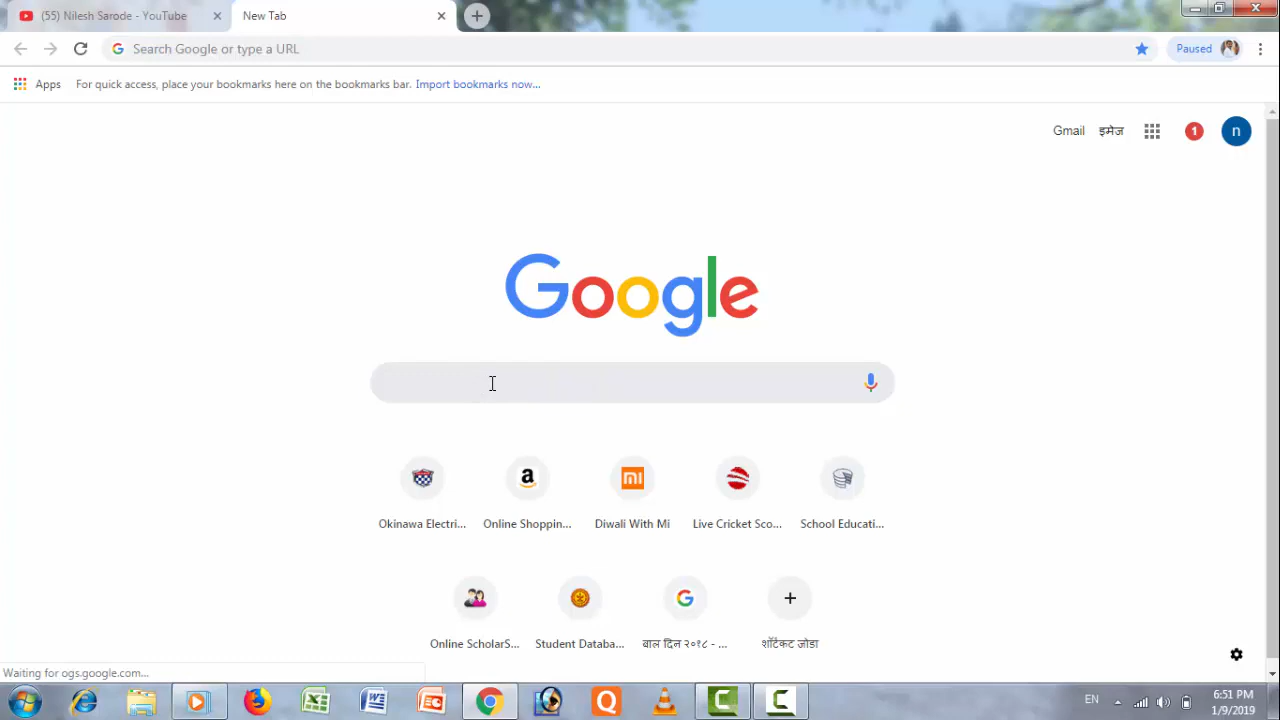 (55) Nilesh Sarode - YouTube
New Tab
Search Google or type a URL
Paused
Apps
For quick access, place your bookmarks here on the bookmarks bar. Import bookmarks now...
Gmail
इमेज
1
n
Google
Okinawa Electri...
Online Shoppin...
Diwali With Mi
Live Cricket Sco...
School Educati...
Online ScholarS...
Student Databa...
बाल दिन २०१८ - ...
शॉर्टकट जोडा
Waiting for ogs.google.com...
EN
6:51 PM
1/9/2019